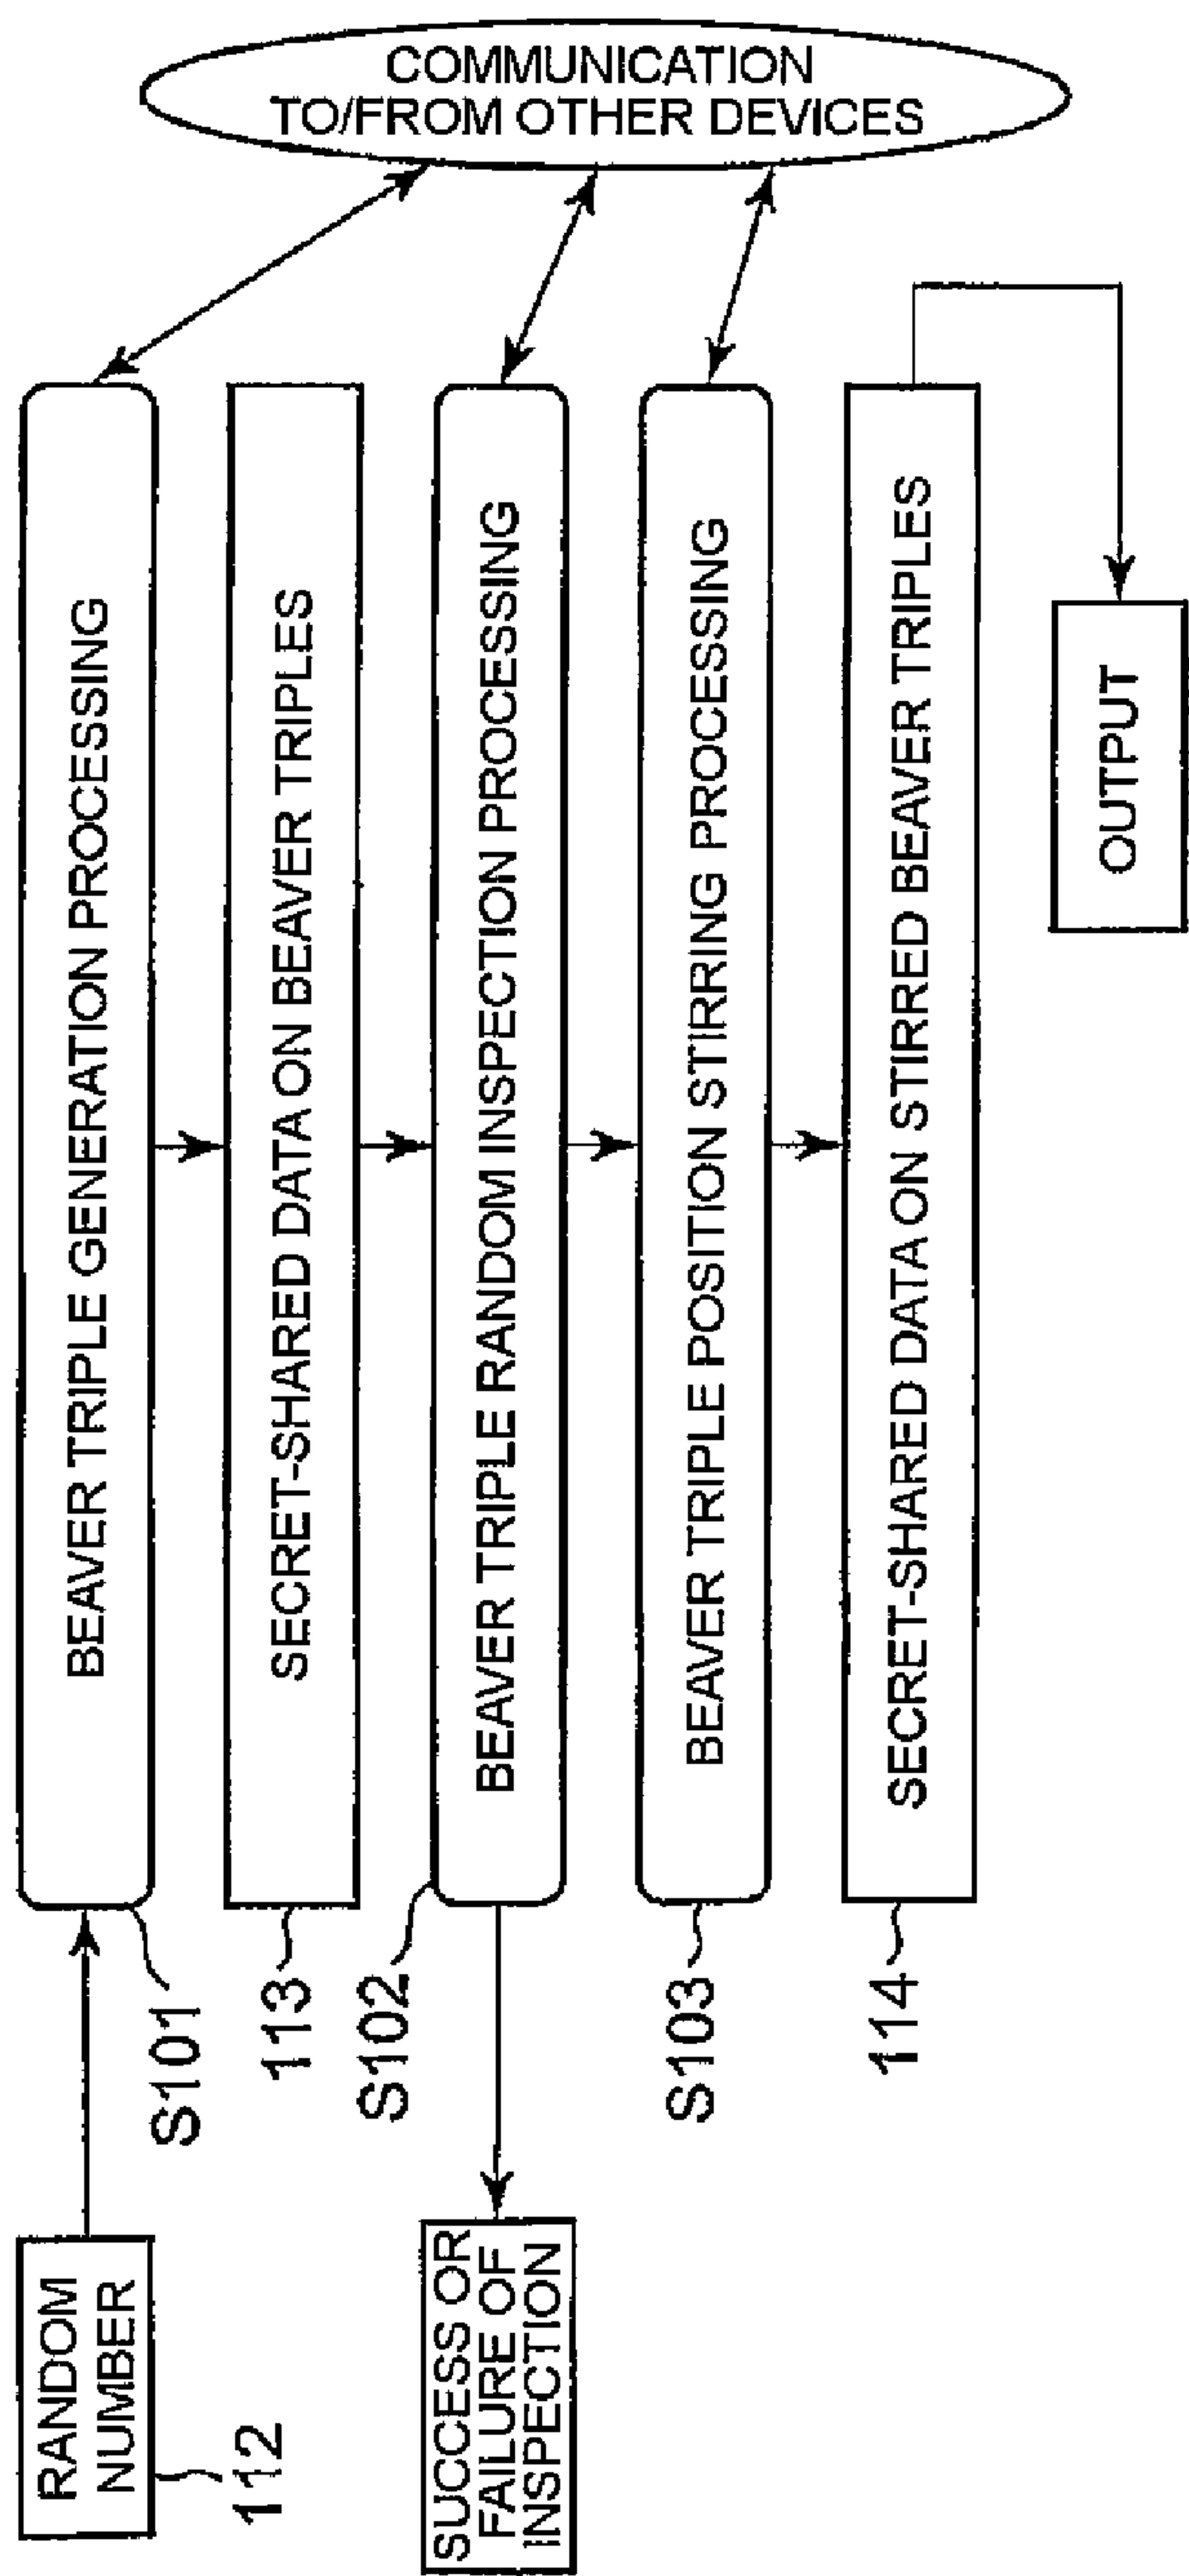 COMMUNICATION
TO/FROM OTHER DEVICES
RANDOM
NUMBER
112
BEAVER TRIPLE GENERATION PROCESSING
S101
SECRET-SHARED DATA ON BEAVER TRIPLES
113
BEAVER TRIPLE RANDOM INSPECTION PROCESSING
S102
SUCCESS OR
FAILURE OF
INSPECTION
BEAVER TRIPLE POSITION STIRRING PROCESSING
S103
SECRET-SHARED DATA ON STIRRED BEAVER TRIPLES
114
OUTPUT